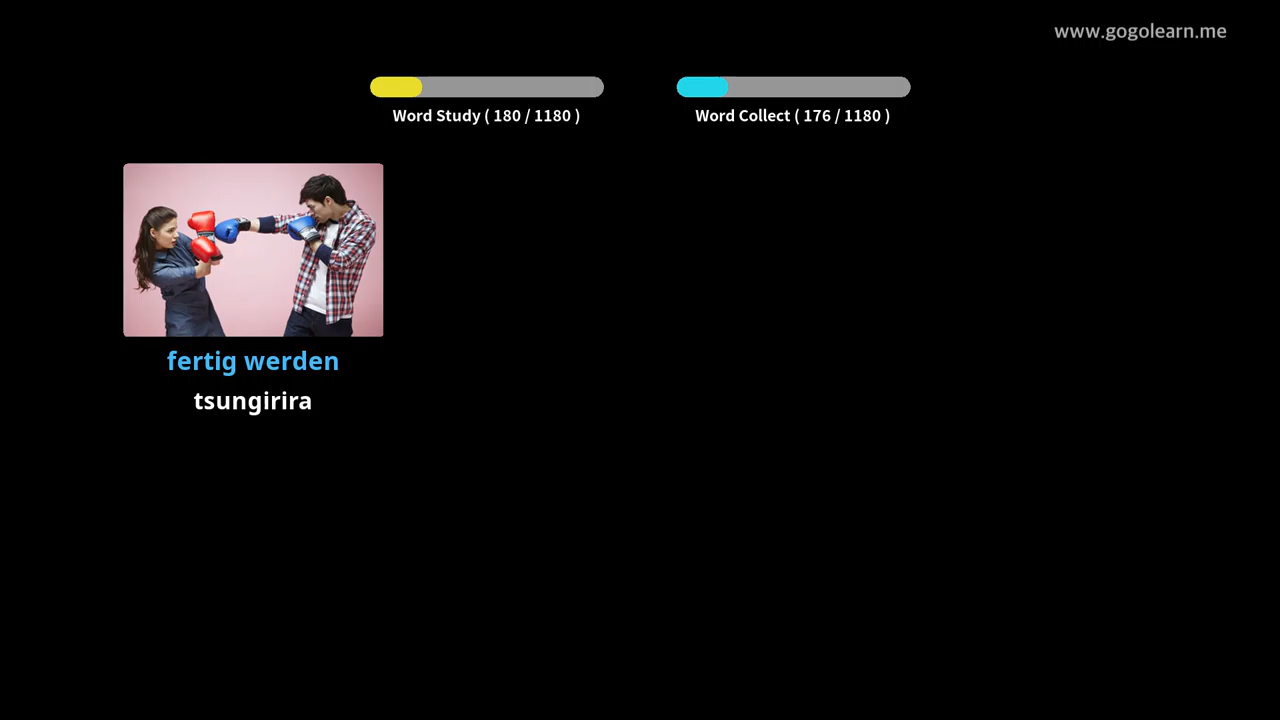 www.gogolearn.me
Word Study ( 180 / 1180 )
Word Collect ( 176 / 1180 )
fertig werden
tsungirira